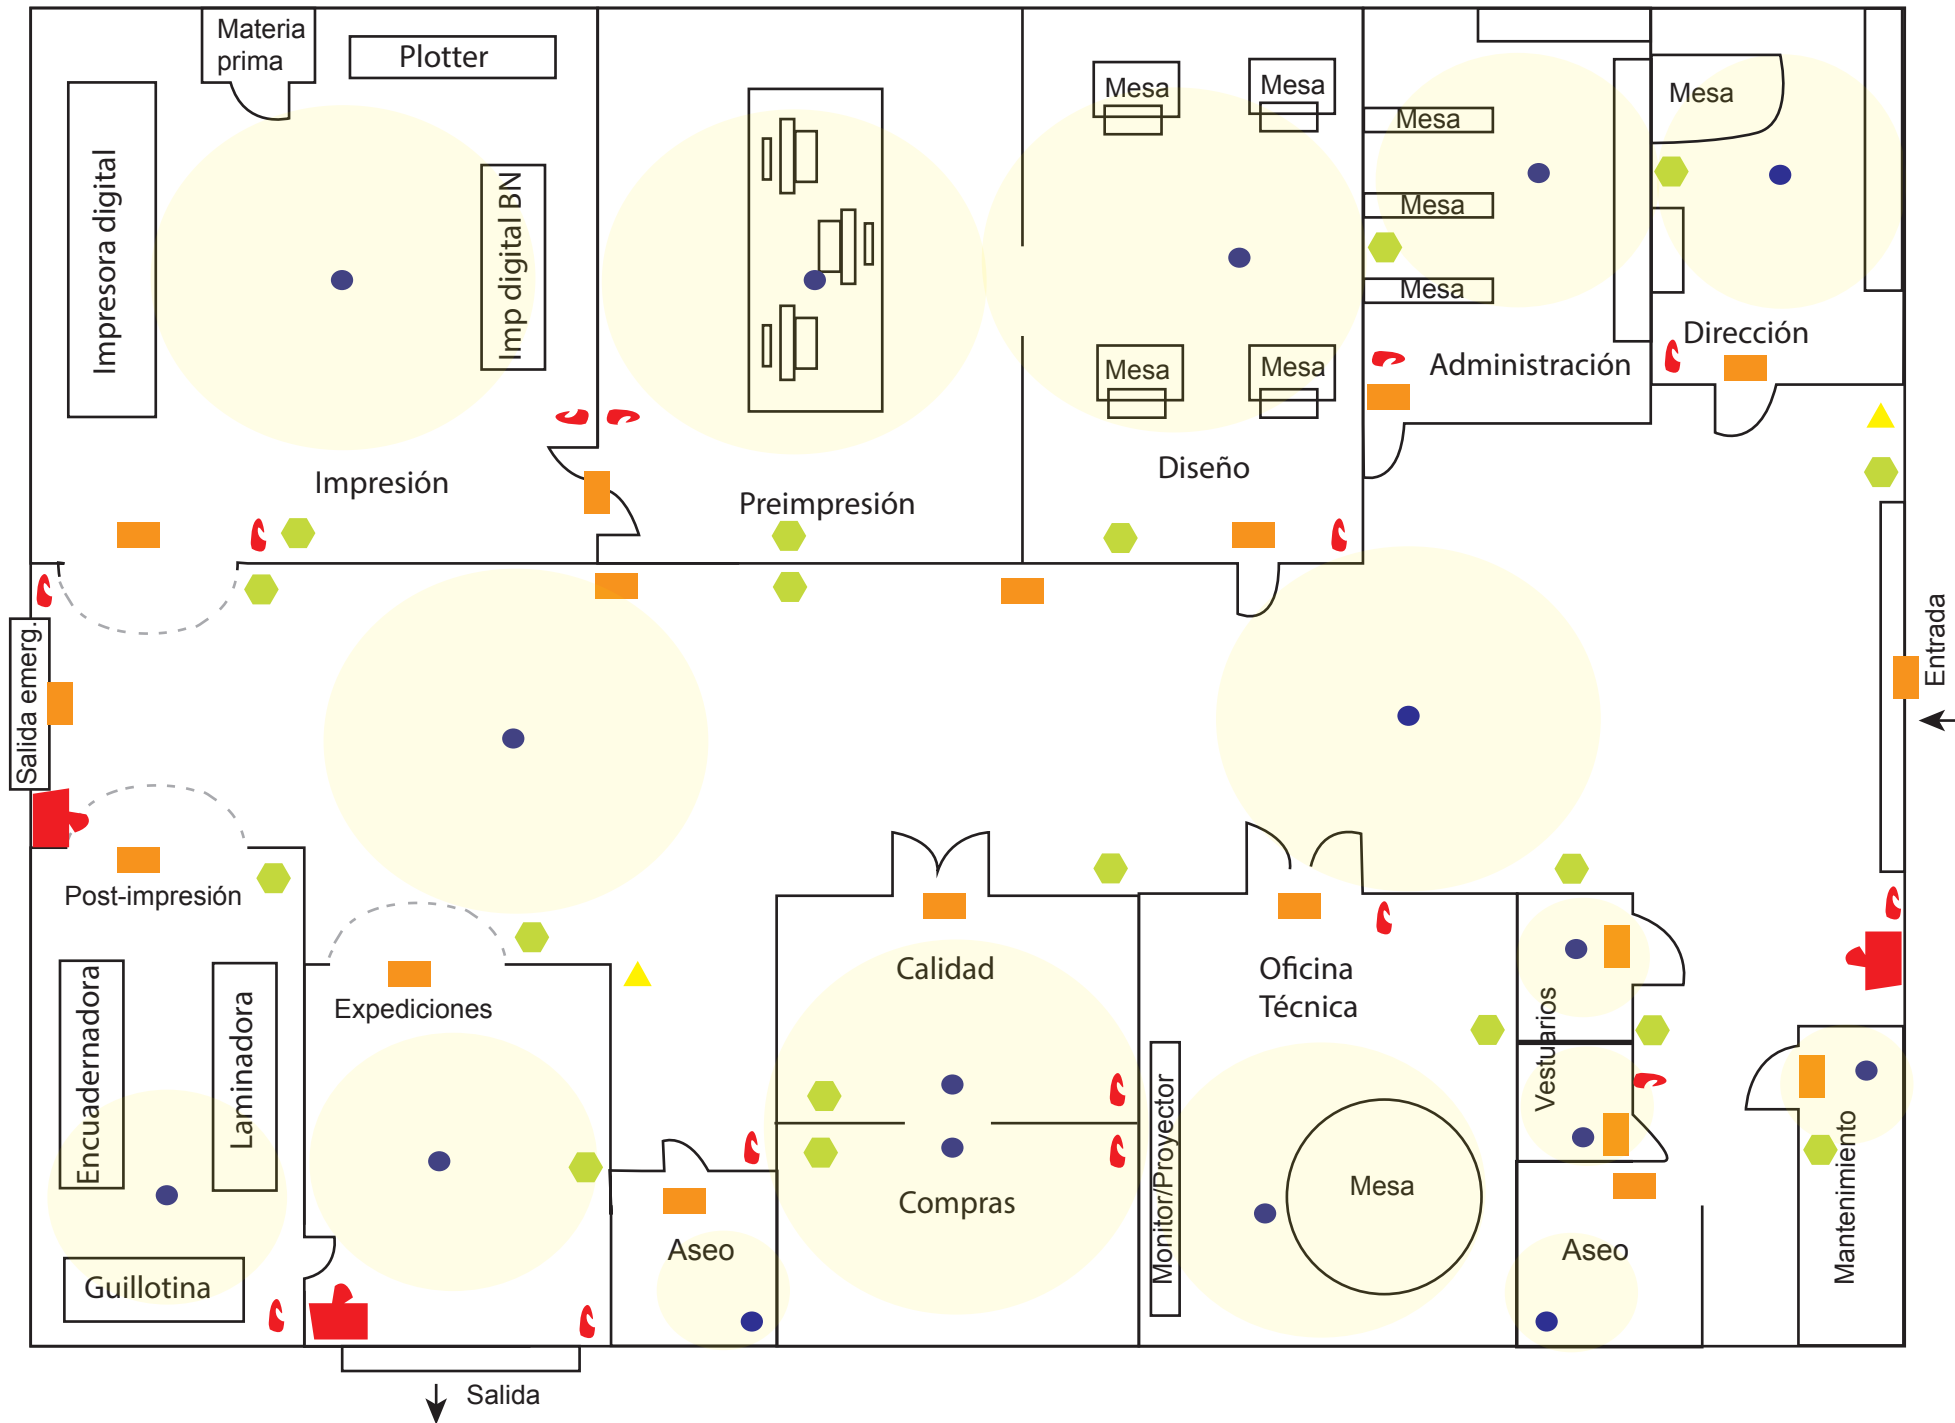 Materia
prima
Plotter
Impresora digital
Imp digital BN
Impresión
Preimpresión
Mesa
Mesa
Mesa
Mesa
Diseño
Mesa
Mesa
Mesa
Administración
Mesa
Dirección
Salida emerg.
Entrada
Post-impresión
Encuadernadora
Laminadora
Guillotina
Expediciones
Salida
Aseo
Calidad
Compras
Oficina
Técnica
Monitor/Proyector
Mesa
Vestuarios
Aseo
Mantenimiento